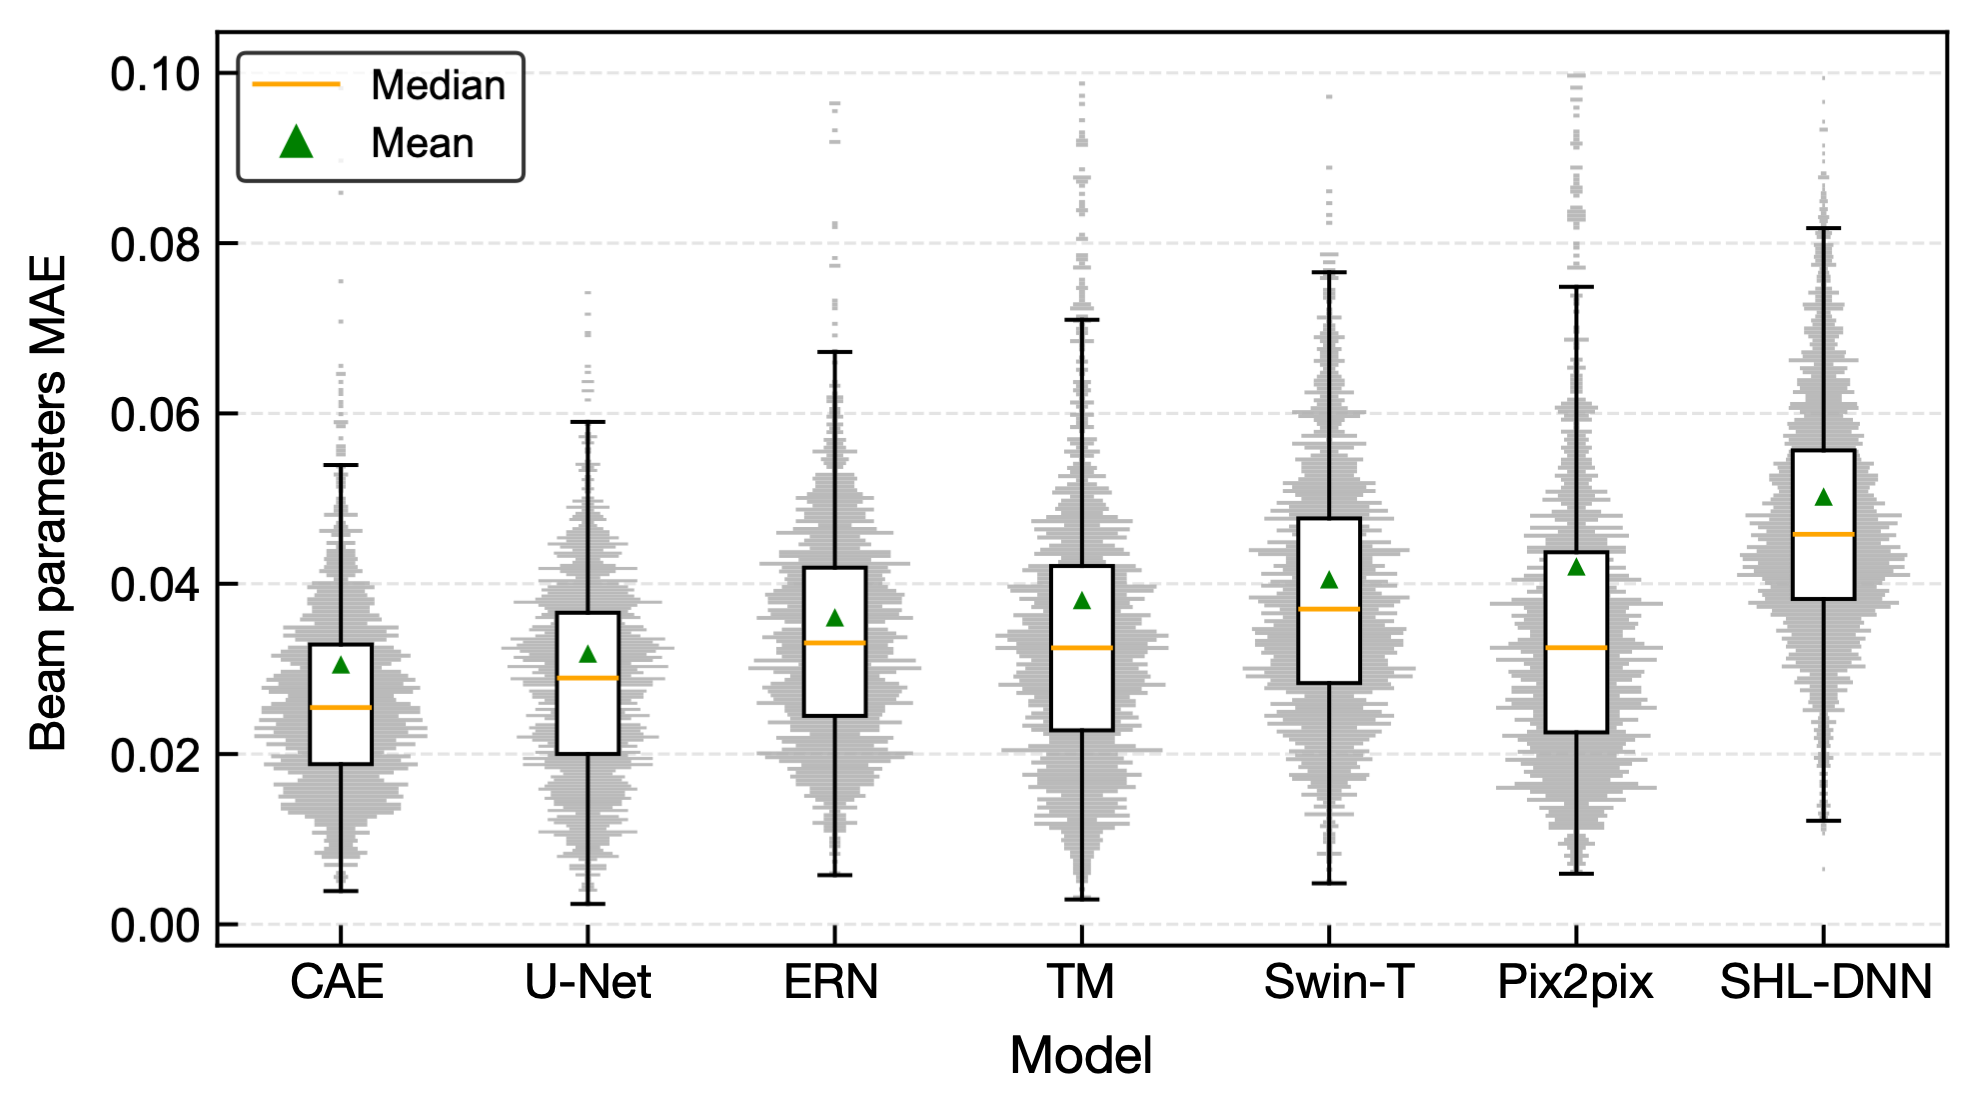 Beam parameters MAE
0.10
0.08
0.06
0.04
0.02
0.00
Median
Mean
CAE U-Net ERN TM Swin-T Pix2pix SHL-DNN
Model